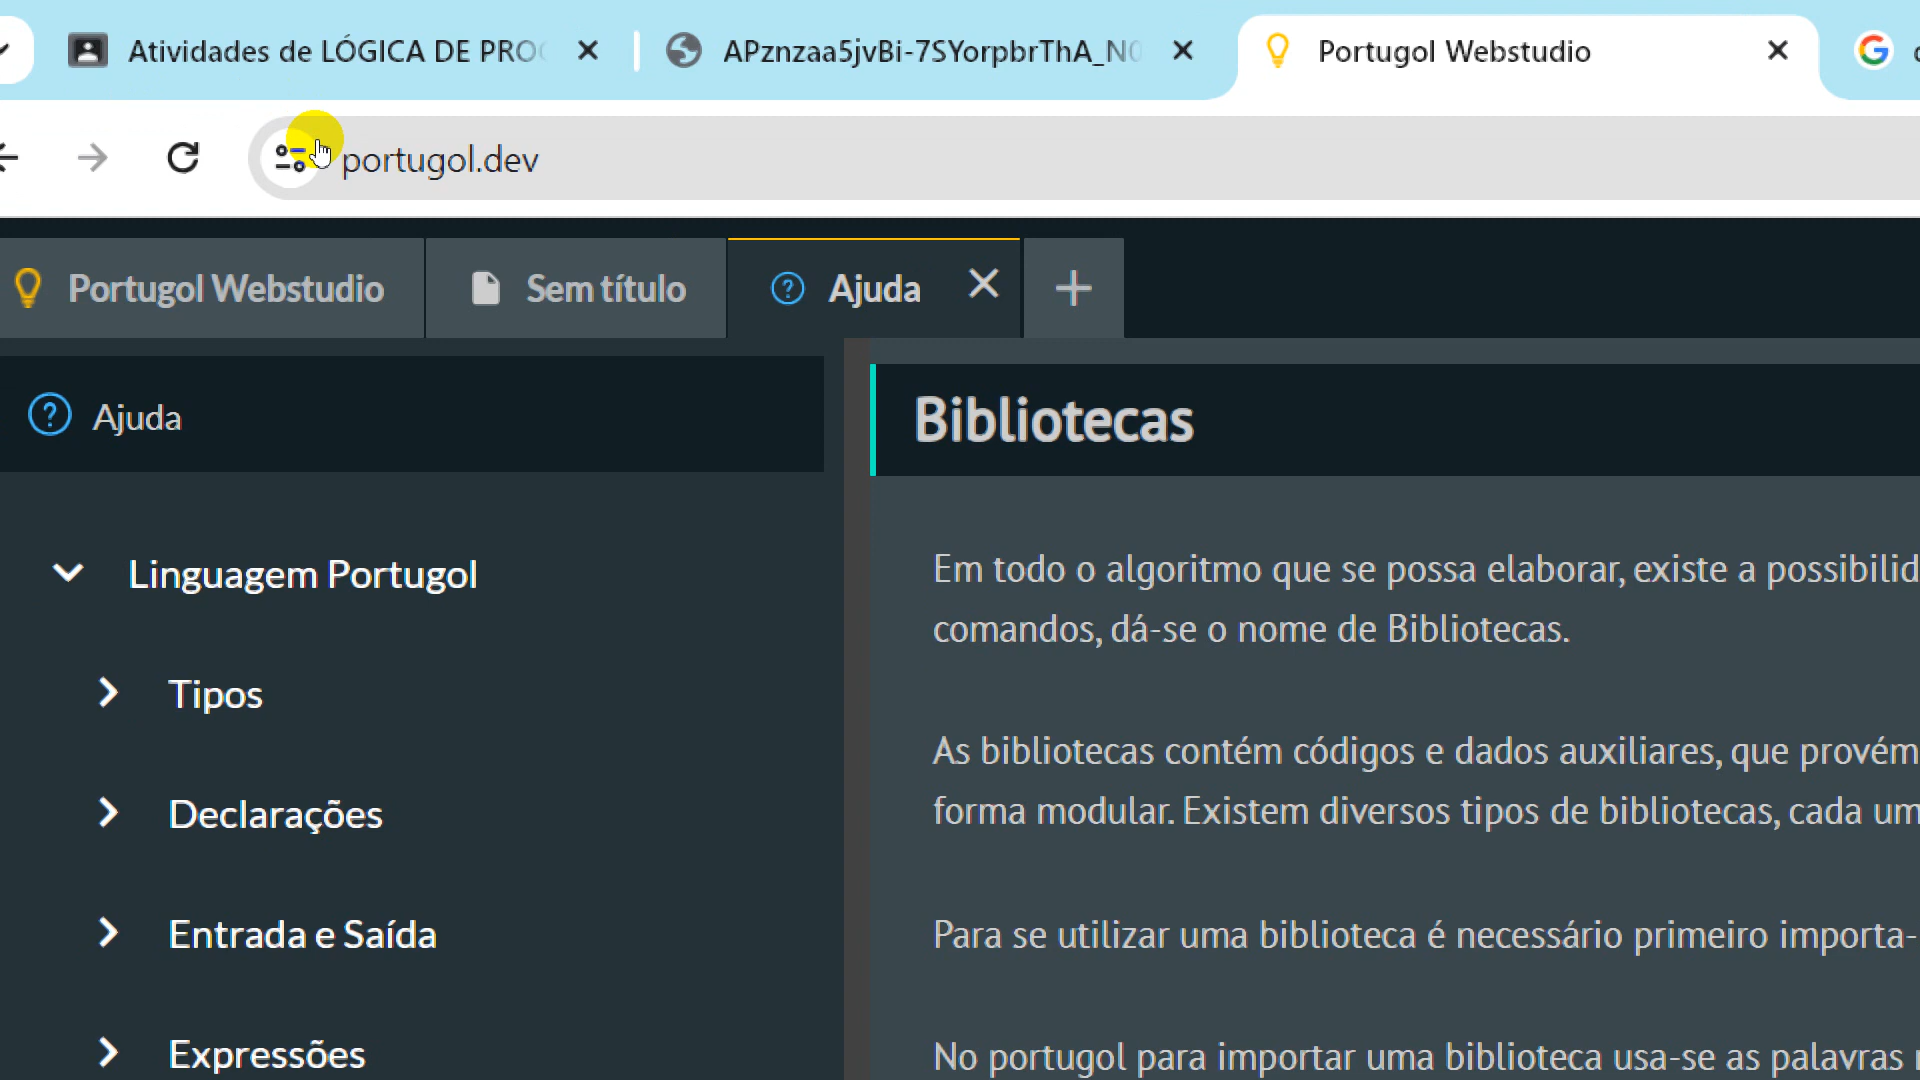 Atividades de LÓGICA DE PRO
APznzaa5jvBi-7SYorpbrThA_N
Portugol Webstudio
portugol.dev
Portugol Webstudio
Sem título
Ajuda
Ajuda
Bibliotecas
Em todo o algoritmo que se possa elaborar, existe a possibilid
comandos, dá-se o nome de Bibliotecas.
Linguagem Portugol
Tipos
As bibliotecas contém códigos e dados auxiliares, que provém
forma modular. Existem diversos tipos de bibliotecas, cada um
Declarações
Entrada e Saída
Para se utilizar uma biblioteca é necessário primeiro importa-
Expressões
No portugol para importar uma biblioteca usa-se as palavras